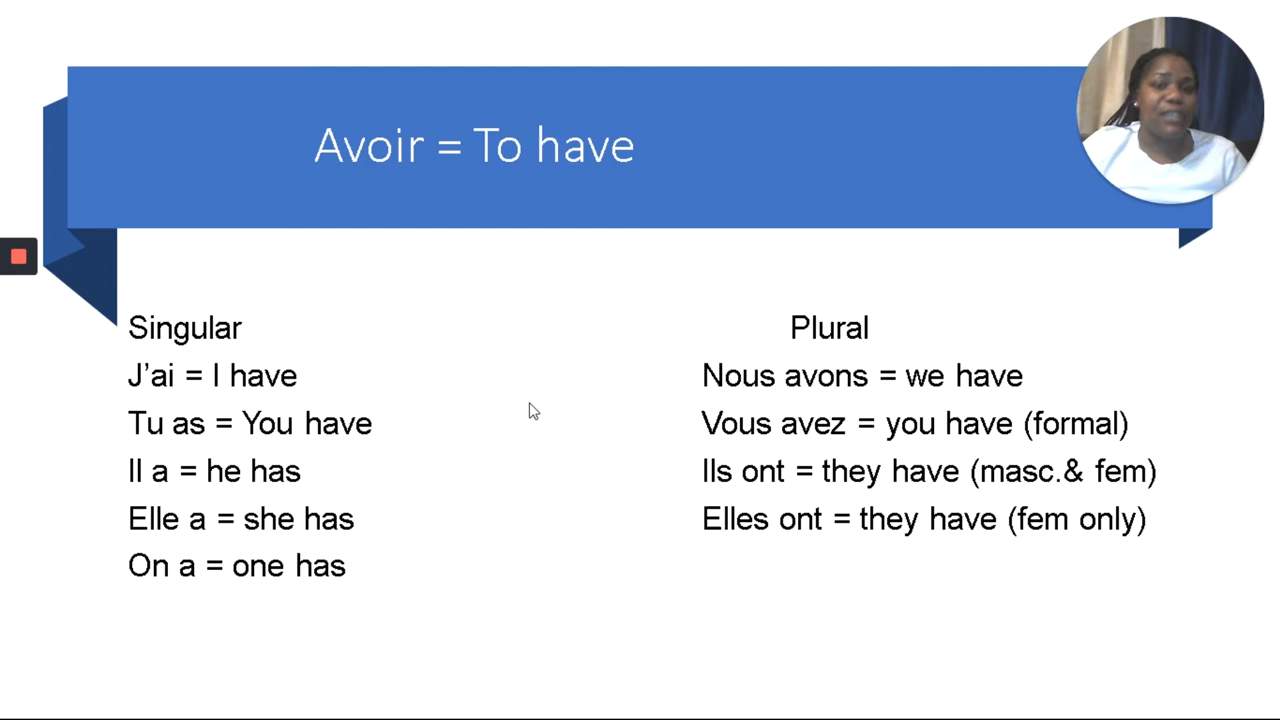 Avoir = To have
Singular
J’ai = I have
Tu as = You have
Il a = he has
Elle a = she has
On a = one has
Plural
Nous avons = we have
Vous avez = you have (formal)
Ils ont = they have (masc.& fem)
Elles ont = they have (fem only)